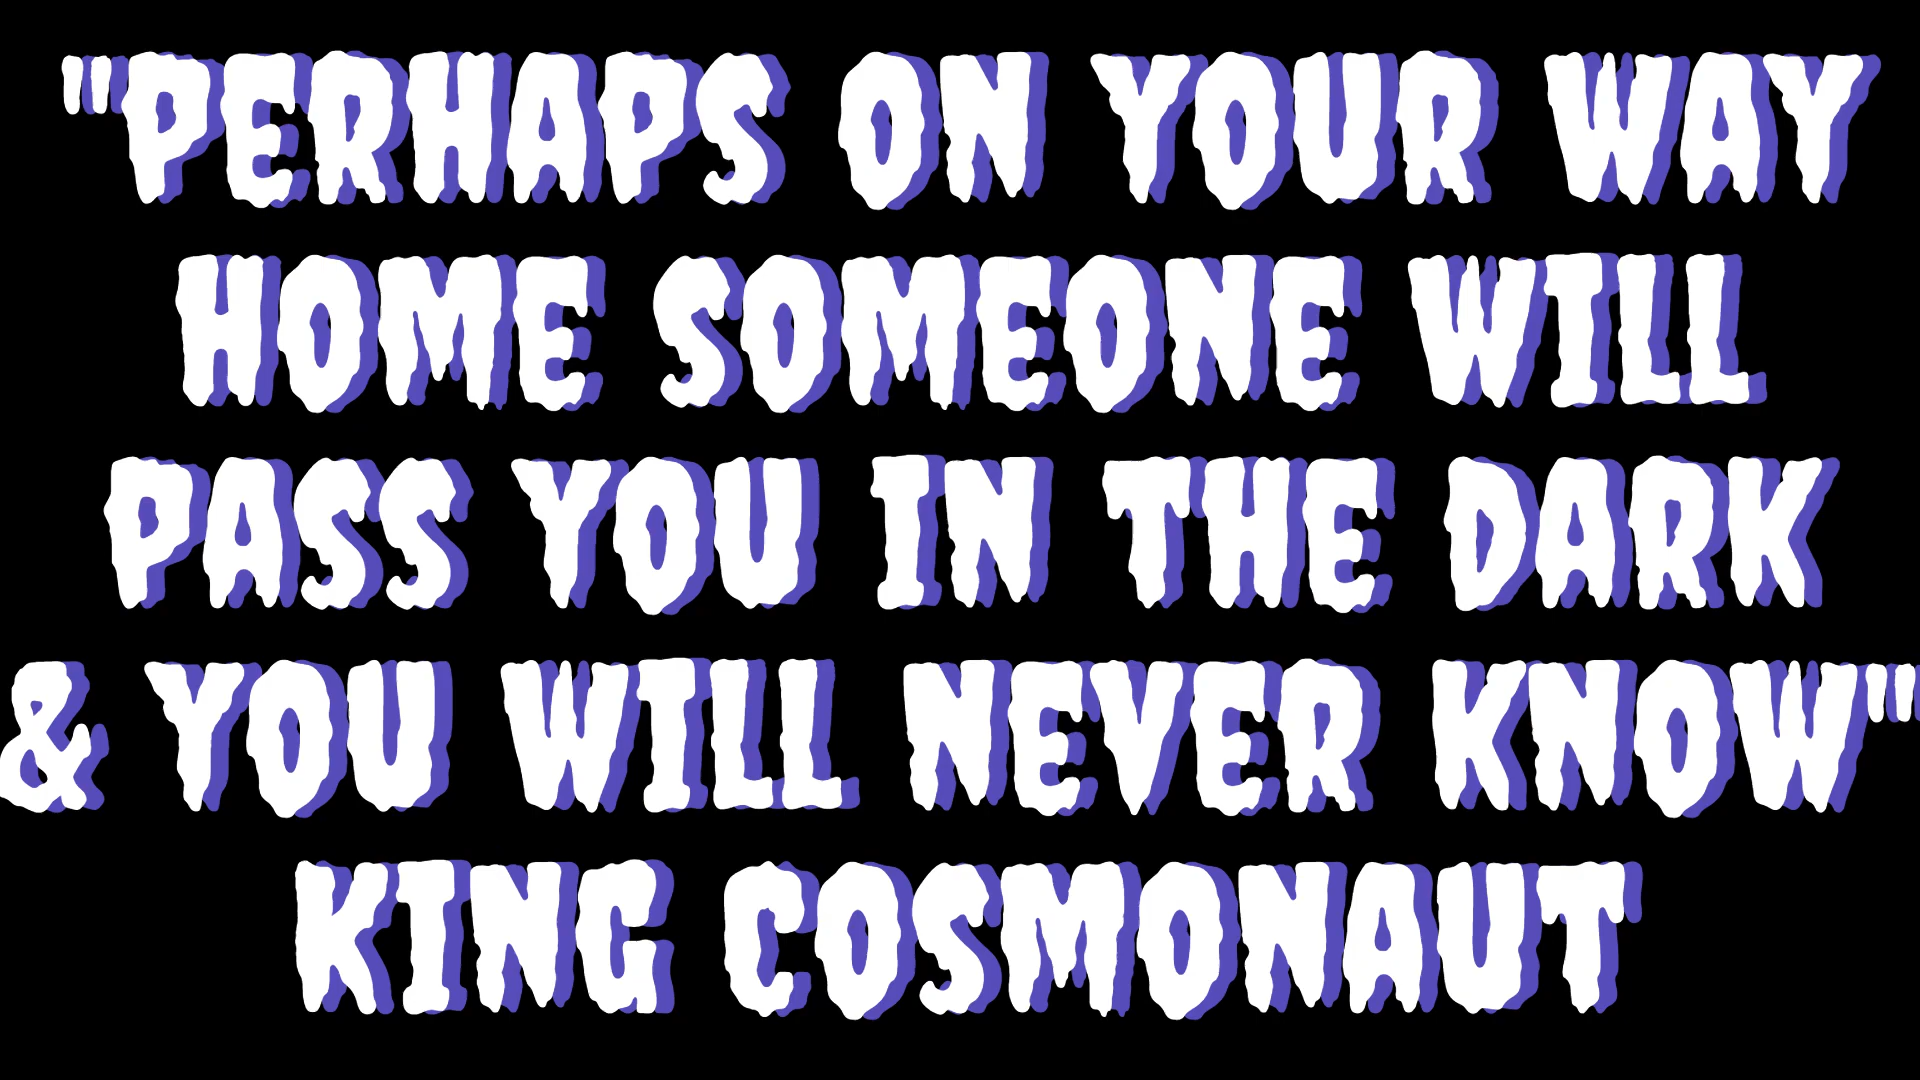 "PERHAPS ON YOUR WAY
HOME SOMEONE WILL
PASS YOU IN THE DARK
& YOU WILL NEVER KNOW"
KING COSMONAUT